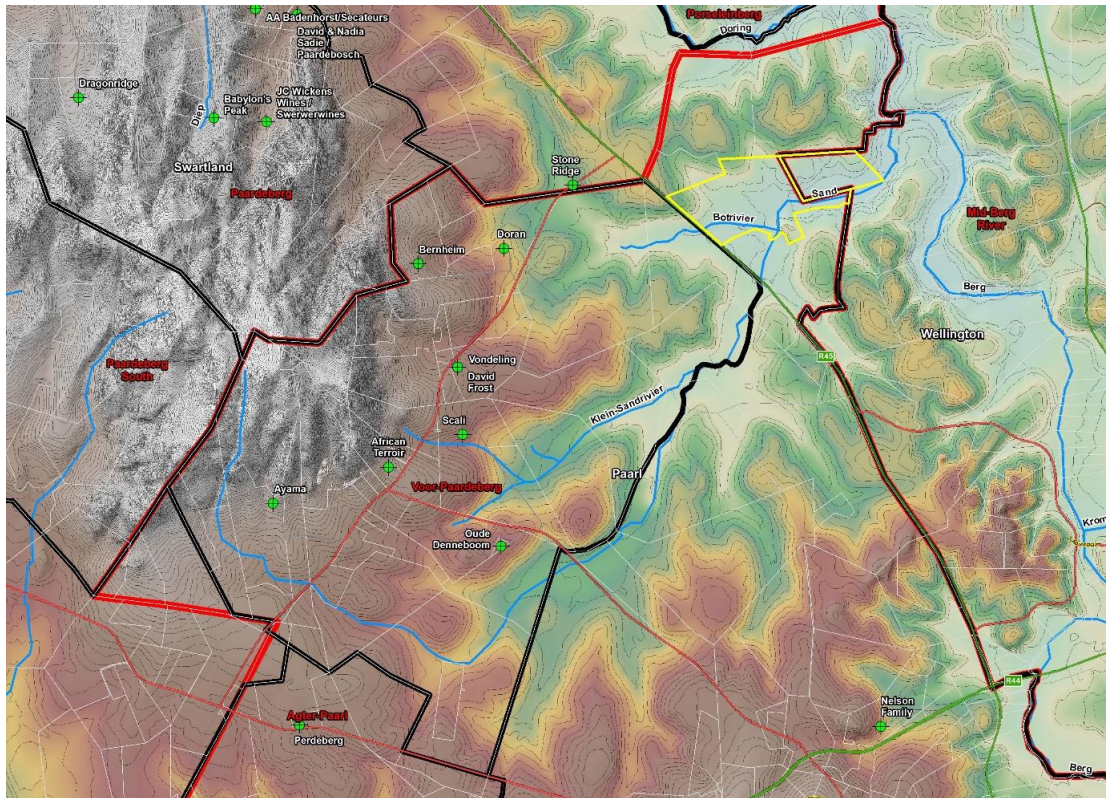 Porseleinberg
AA Badenhorst/Secateurs
David & Nadia
Sadie /
Paardebosch
Doring
Dragonridge
Diep
Babylon's
Peak
JC Wickens
Wines /
Swerwerwines
Swartland
Paardeberg
Stone
Ridge
Sand
Botrivier
Mid-Berg
River
Doran
Bernheim
Berg
Wellington
R45
Paardeberg
South
Vondeling
David
Frost
Klein-Sandrivier
Scali
African
Terroir
Paarl
Voor-Paardeberg
Ayama
Oude
Denneboom
Krom
R44
Nelson
Family
Agter-Paarl
Perdeberg
Berg